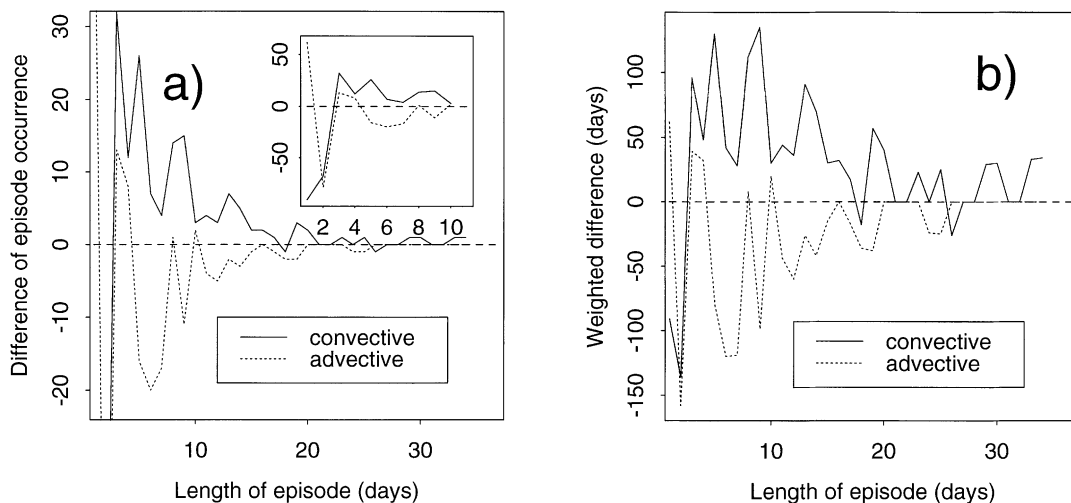 a)
Difference of episode occurrence
30
20
10
0
-10
-20
50
0
-50
2 4 6 8 10
convective
advective
10 20 30
Length of episode (days)
b)
Weighted difference (days)
100
50
0
-50
-100
-150
convective
advective
10 20 30
Length of episode (days)